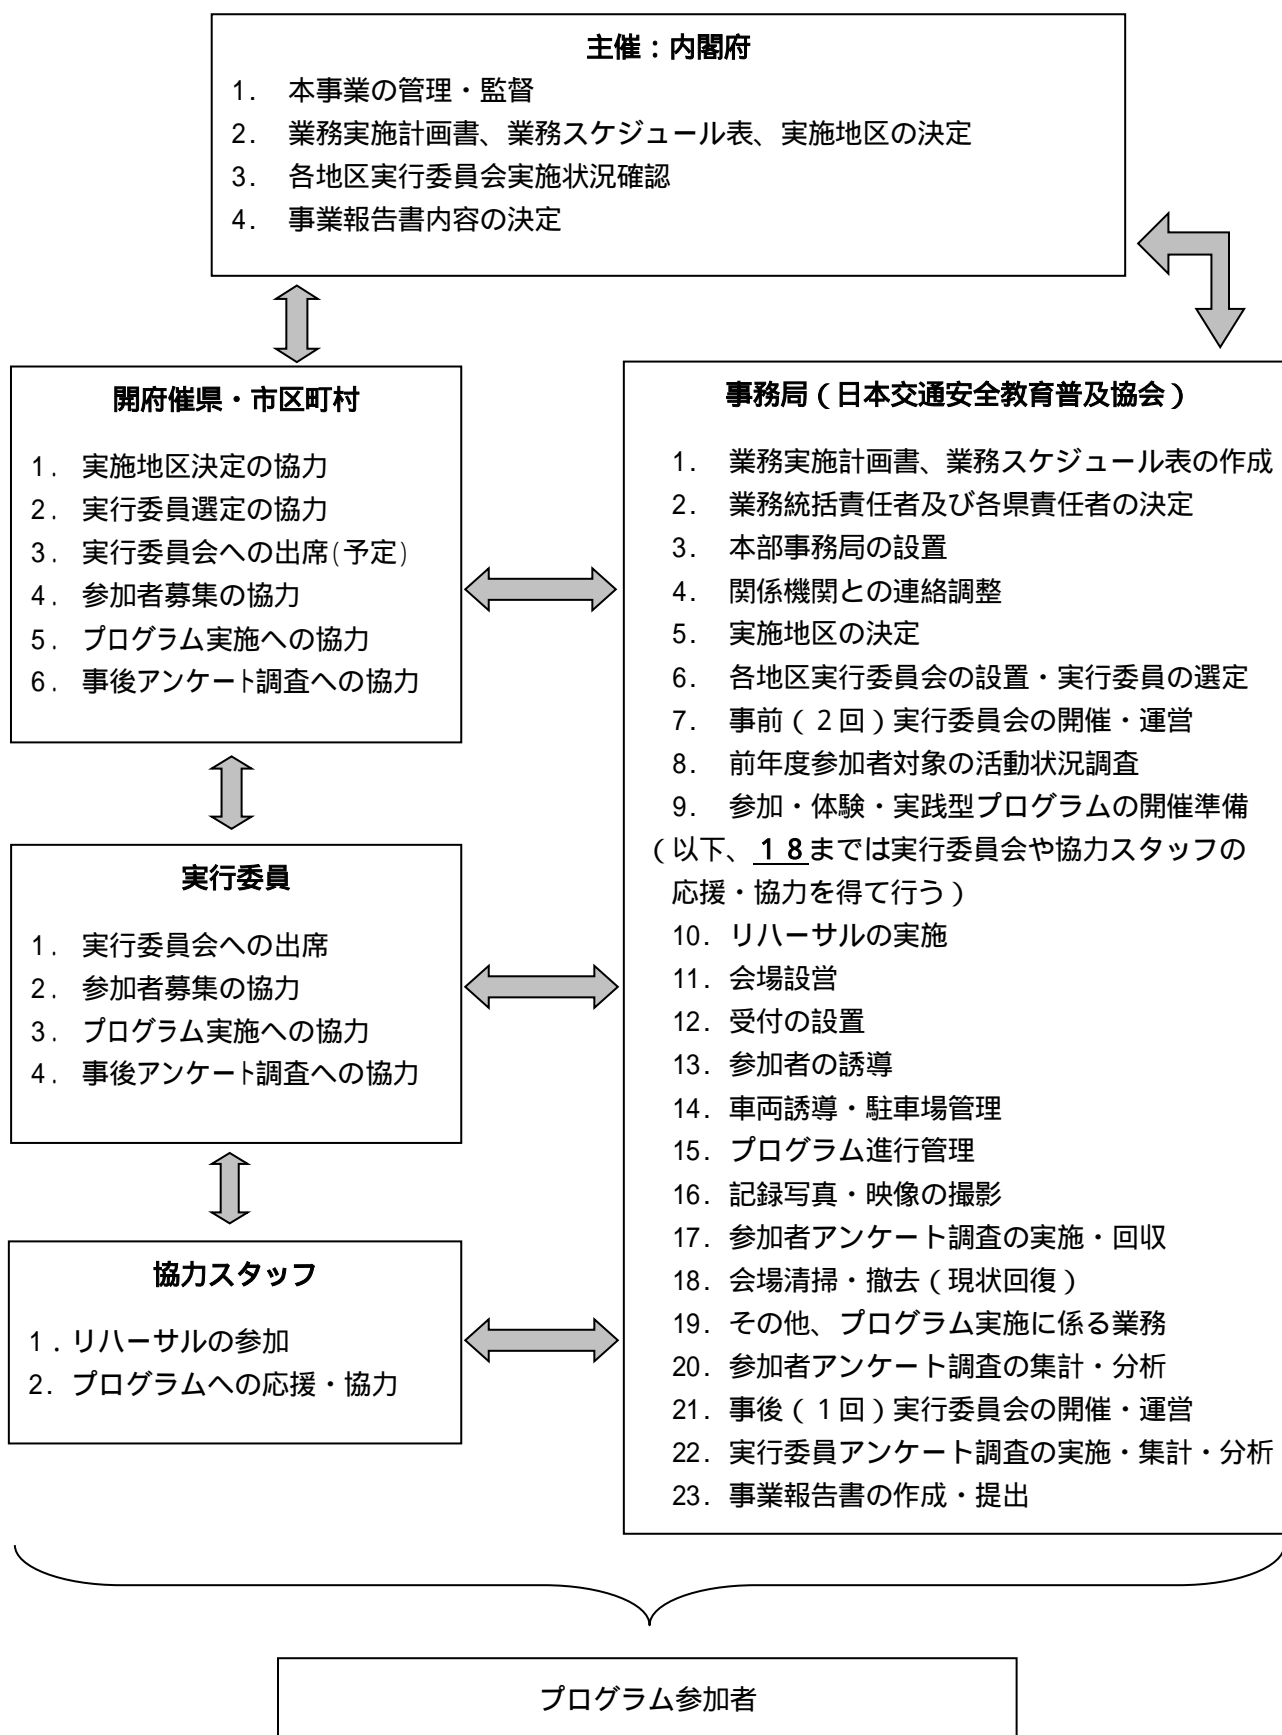 主催：内閣府
1. 本事業の管理・監督
2. 業務実施計画書、業務スケジュール表、実施地区の決定
3. 各地区実行委員会実施状況確認
4. 事業報告書内容の決定
開府催県・市区町村
1. 実施地区決定の協力
2. 実行委員選定の協力
3. 実行委員会への出席(予定)
4. 参加者募集の協力
5. プログラム実施への協力
6. 事後アンケート調査への協力
実行委員
1. 実行委員会への出席
2. 参加者募集の協力
3. プログラム実施への協力
4. 事後アンケート調査への協力
協力スタッフ
1．リハーサルの参加
2. プログラムへの応援・協力
事務局（日本交通安全教育普及協会）
1. 業務実施計画書、業務スケジュール表の作成
2. 業務統括責任者及び各県責任者の決定
3. 本部事務局の設置
4. 関係機関との連絡調整
5. 実施地区の決定
6. 各地区実行委員会の設置・実行委員の選定
7. 事前（２回）実行委員会の開催・運営
8. 前年度参加者対象の活動状況調査
9. 参加・体験・実践型プログラムの開催準備
（以下、１８までは実行委員会や協力スタッフの
応援・協力を得て行う）
10. リハーサルの実施
11. 会場設営
12. 受付の設置
13. 参加者の誘導
14. 車両誘導・駐車場管理
15. プログラム進行管理
16. 記録写真・映像の撮影
17. 参加者アンケート調査の実施・回収
18. 会場清掃・撤去（現状回復）
19. その他、プログラム実施に係る業務
20. 参加者アンケート調査の集計・分析
21. 事後（１回）実行委員会の開催・運営
22. 実行委員アンケート調査の実施・集計・分析
23. 事業報告書の作成・提出
プログラム参加者